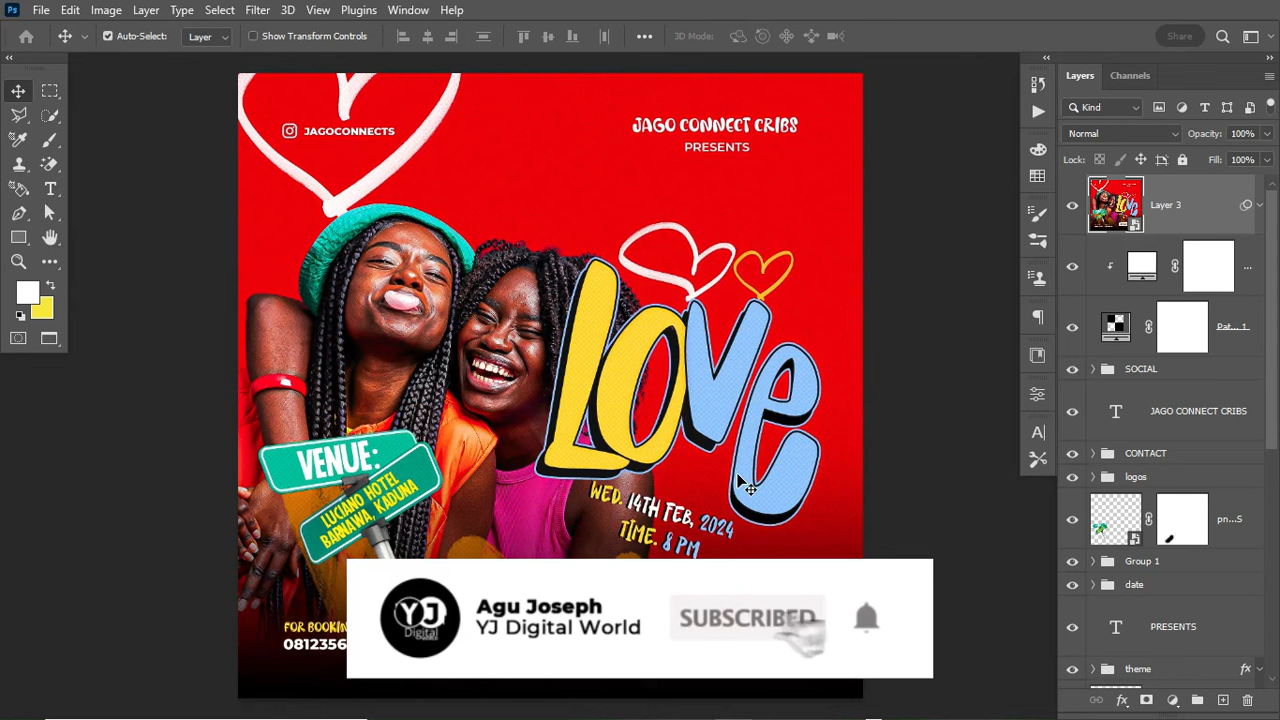 Ps File Edit Image Layer Type Select Filter 3D View Plugins Window Help
Auto-Select: Layer Show Transform Controls 3D Mode: Share
JAGOCONNECTS
JAGO CONNECT CRIBS
PRESENTS
LOVE
VENUE:
LUCIANO HOTEL
BARNAWA, KADUNA
WED. 14TH FEB, 2024
TIME. 8 PM
FOR BOOKIN
0812356
YJ
Digital
Agu Joseph
YJ Digital World
SUBSCRIBED
Layers Channels
Kind
Normal Opacity: 100%
Lock: Fill: 100%
Layer 3
...
Pat... 1
SOCIAL
JAGO CONNECT CRIBS
CONTACT
logos
pn...S
Group 1
date
PRESENTS
theme fx
fx